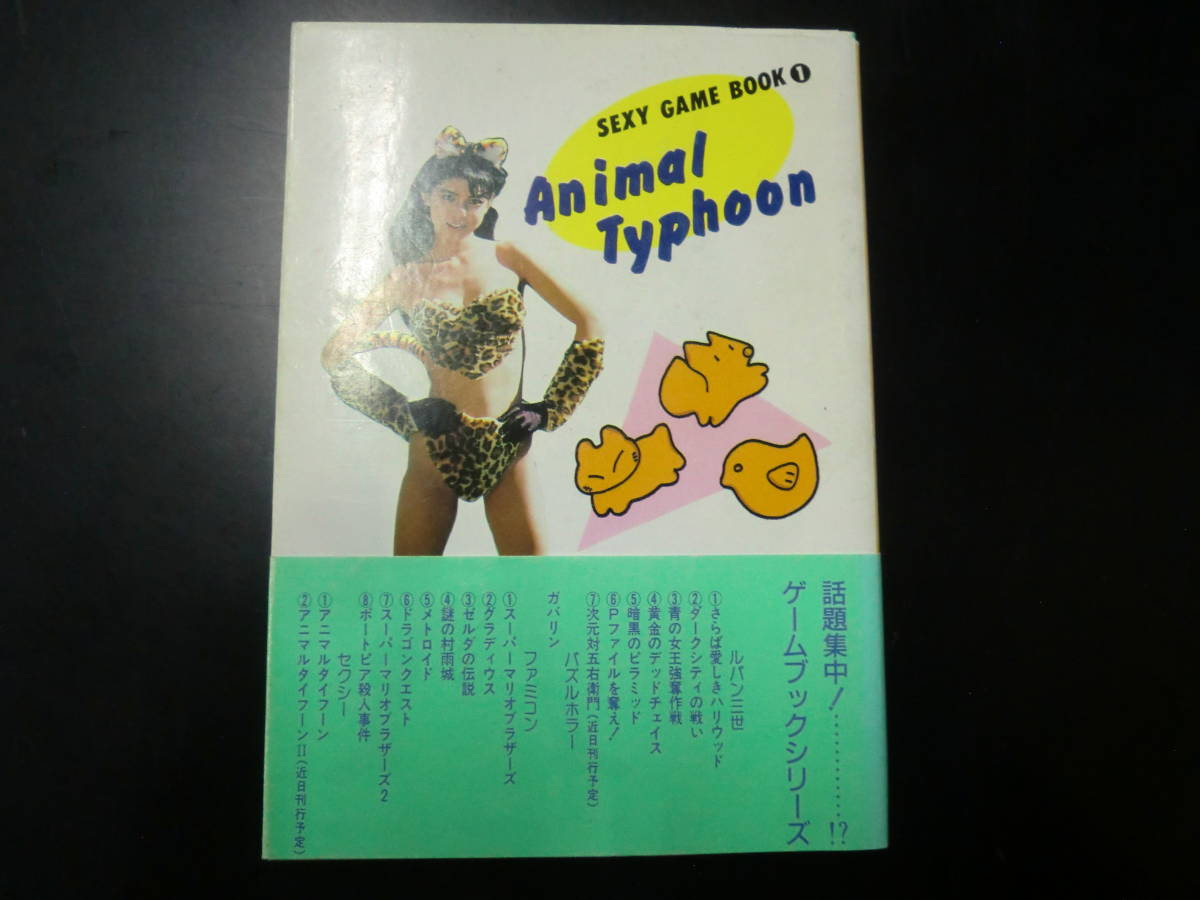 SEXY GAME BOOK❶
Animal
Typhoon
話題集中!…………!?
ゲームブックシリーズ
ルパン三世
①さらば愛しきハリウッド
②ダークシティの戦い
③青の女王強奪作戦
④黄金のデッドチェイス
⑤暗黒のピラミッド
⑥Pファイルを奪え!
⑦次元対五右衛門(近日刊行予定)
パズルホラー
ガバリン
ファミコン
①スーパーマリオブラザーズ
②グラディウス
③ゼルダの伝説
④謎の村雨城
⑤メトロイド
⑥ドラゴンクエスト
⑦スーパーマリオブラザーズ2
⑧ポートピア殺人事件
セクシー
①アニマルタイフーン
②アニマルタイフーンII(近日刊行予定)